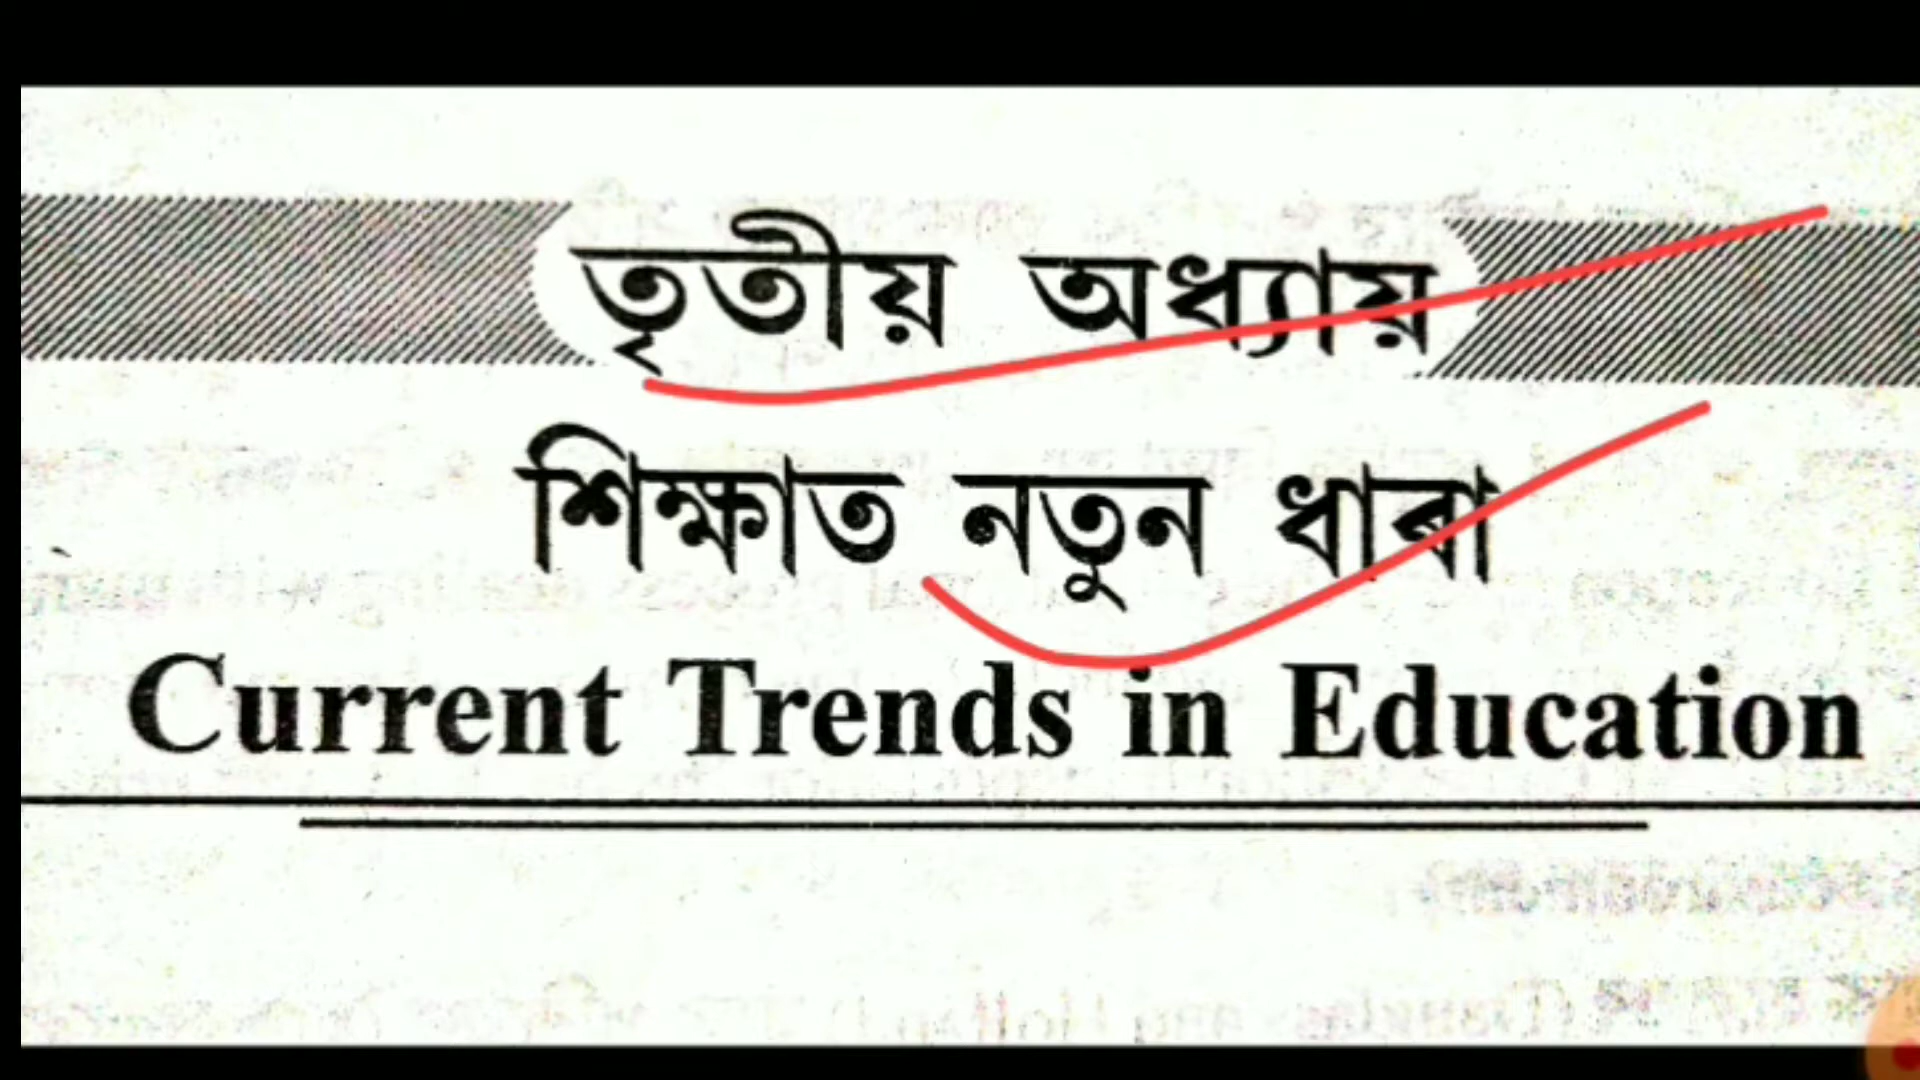 তৃতীয় অধ্যায়
শিক্ষাত নতুন ধাৰা
Current Trends in Education